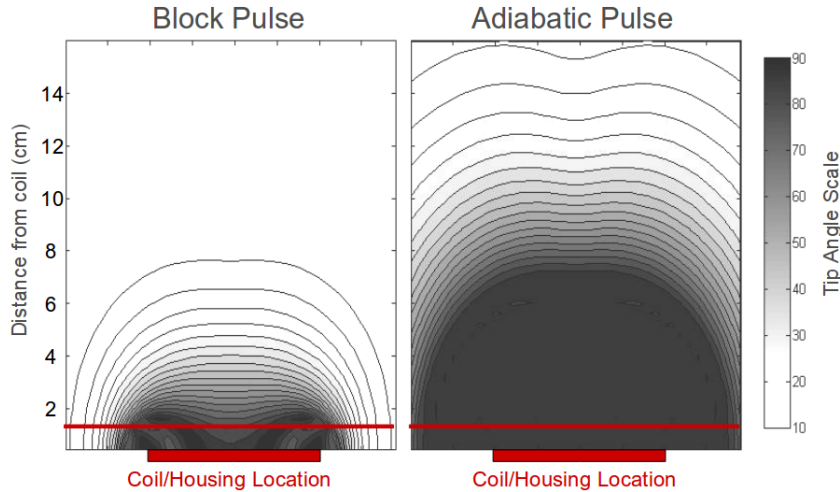 Block Pulse
Adiabatic Pulse
Distance from coil (cm)
14
12
10
8
6
4
2
90
80
70
60
50
40
30
20
10
Tip Angle Scale
Coil/Housing Location
Coil/Housing Location